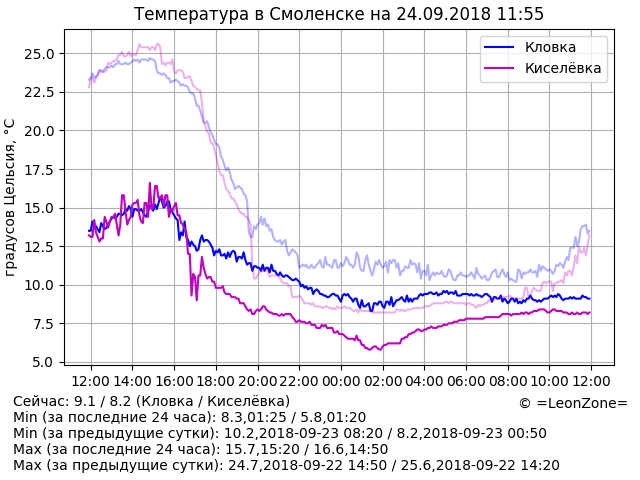 Температура в Смоленске на 24.09.2018 11:55
Кловка
Киселёвка
градусов Цельсия, °C
25.0
22.5
20.0
17.5
15.0
12.5
10.0
7.5
5.0
12:00 14:00 16:00 18:00 20:00 22:00 00:00 02:00 04:00 06:00 08:00 10:00 12:00
Сейчас: 9.1 / 8.2 (Кловка / Киселёвка)
© =LeonZone=
Min (за последние 24 часа): 8.3,01:25 / 5.8,01:20
Min (за предыдущие сутки): 10.2,2018-09-23 08:20 / 8.2,2018-09-23 00:50
Max (за последние 24 часа): 15.7,15:20 / 16.6,14:50
Max (за предыдущие сутки): 24.7,2018-09-22 14:50 / 25.6,2018-09-22 14:20